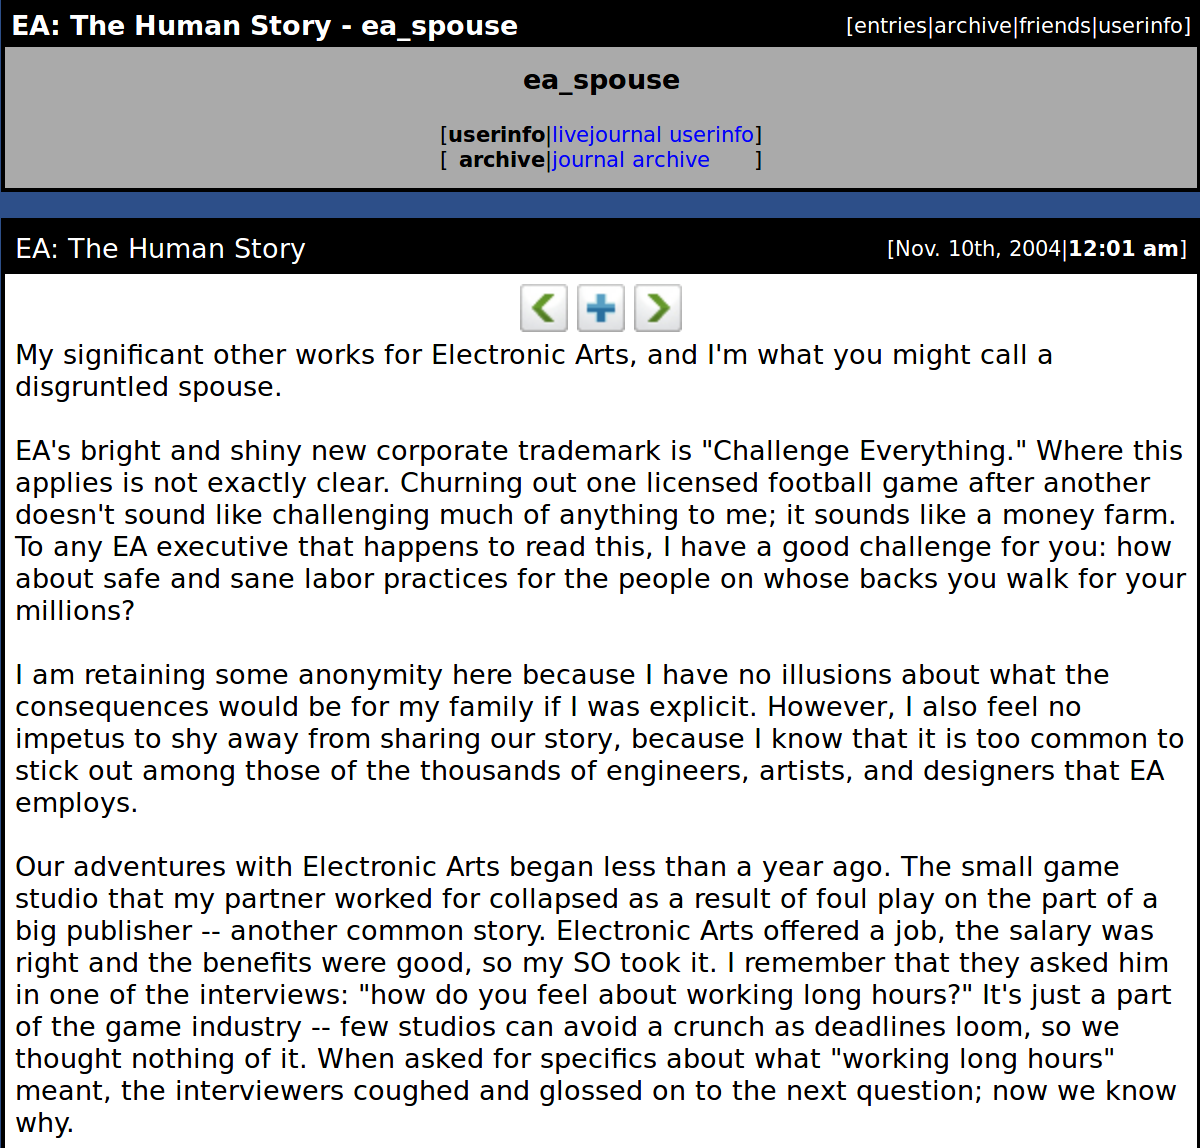 EA: The Human Story - ea_spouse [entries|archive|friends|userinfo]
ea_spouse
[userinfo|livejournal userinfo]
[ archive|journal archive ]
EA: The Human Story [Nov. 10th, 2004|12:01 am]
My significant other works for Electronic Arts, and I'm what you might call a
disgruntled spouse.
EA's bright and shiny new corporate trademark is "Challenge Everything." Where this
applies is not exactly clear. Churning out one licensed football game after another
doesn't sound like challenging much of anything to me; it sounds like a money farm.
To any EA executive that happens to read this, I have a good challenge for you: how
about safe and sane labor practices for the people on whose backs you walk for your
millions?
I am retaining some anonymity here because I have no illusions about what the
consequences would be for my family if I was explicit. However, I also feel no
impetus to shy away from sharing our story, because I know that it is too common to
stick out among those of the thousands of engineers, artists, and designers that EA
employs.
Our adventures with Electronic Arts began less than a year ago. The small game
studio that my partner worked for collapsed as a result of foul play on the part of a
big publisher -- another common story. Electronic Arts offered a job, the salary was
right and the benefits were good, so my SO took it. I remember that they asked him
in one of the interviews: "how do you feel about working long hours?" It's just a part
of the game industry -- few studios can avoid a crunch as deadlines loom, so we
thought nothing of it. When asked for specifics about what "working long hours"
meant, the interviewers coughed and glossed on to the next question; now we know
why.